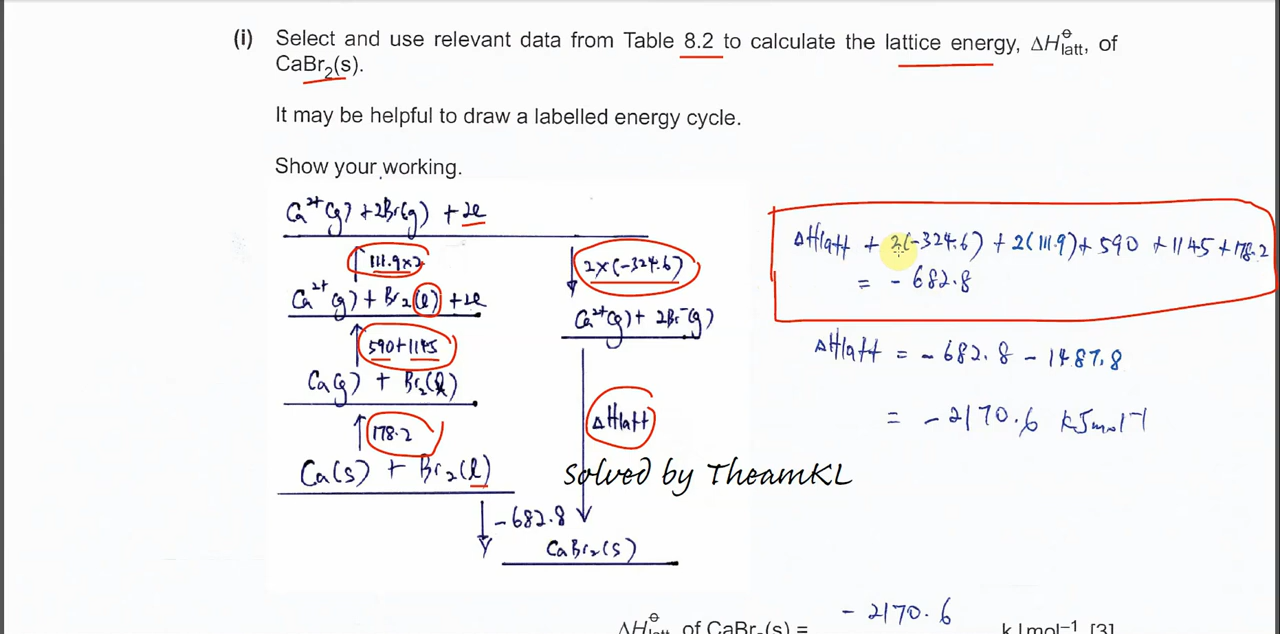 (i) Select and use relevant data from Table 8.2 to calculate the lattice energy, ΔH⦵latt, of
CaBr₂(s).
It may be helpful to draw a labelled energy cycle.
Show your working.
Ca²⁺(g) + 2Br(g) + 2e
111.9×2
2×(-324.6)
Ca²⁺(g) + Br₂(l) + 2e
Ca²⁺(g) + 2Br⁻(g)
590+1145
Ca(g) + Br₂(l)
178.2
ΔHlatt
Ca(s) + Br₂(l)
Solved by TheamKL
-682.8
CaBr₂(s)
ΔHlatt + 2(-324.6) + 2(111.9) + 590 + 1145 + 178.2
= -682.8
ΔHlatt = -682.8 - 1487.8
= -2170.6 kJmol⁻¹
-2170.6
ΔH⦵latt of CaBr₂(s) = kJ mol⁻¹ [3]